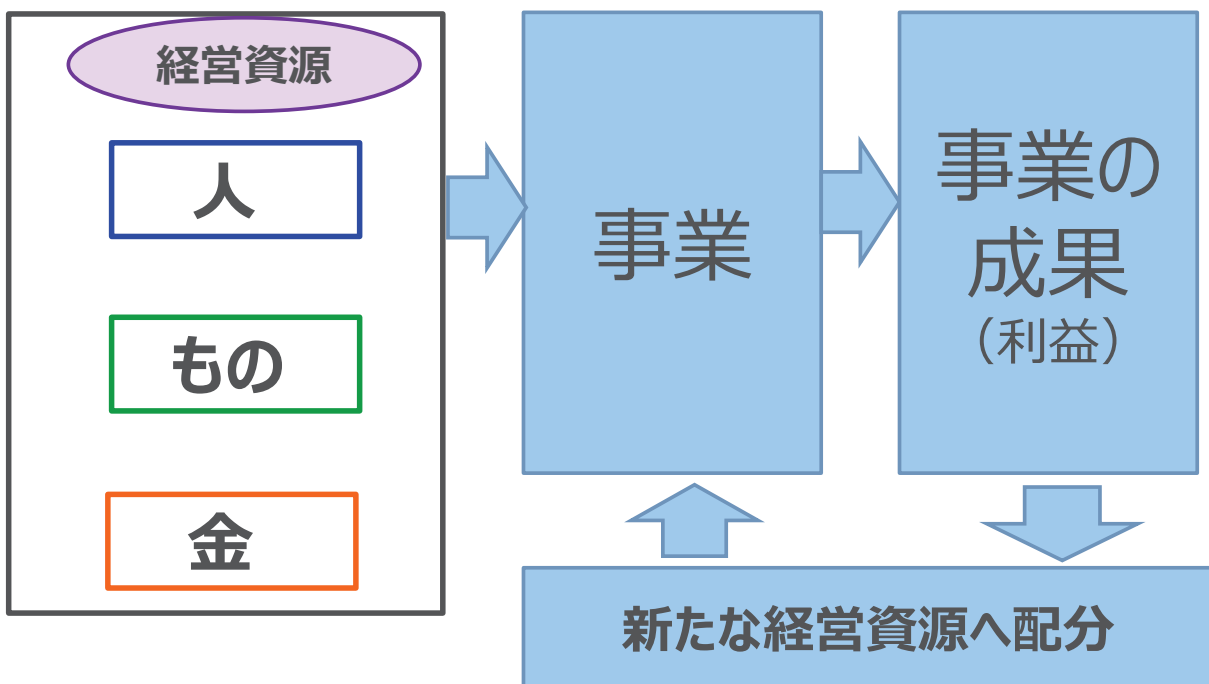 経営資源
人
もの
金
事業
事業の
成果
（利益）
新たな経営資源へ配分